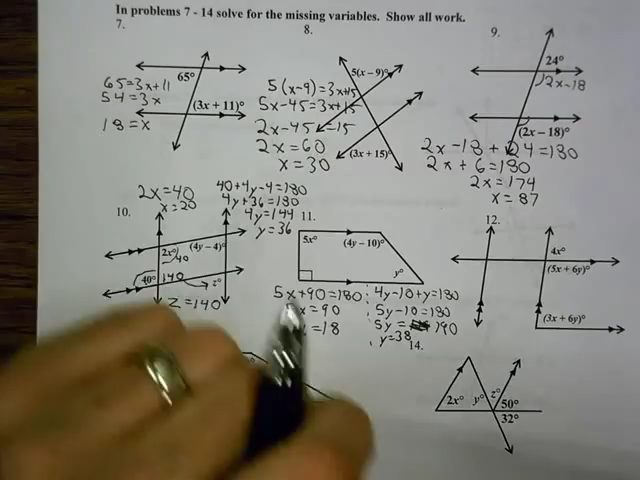 In problems 7 - 14 solve for the missing variables. Show all work.
7.
65°
(3x + 11)°
65=3x+11
54=3x
18=x
8.
5(x-9)°
(3x+15)°
5(x-9)=3x+15
5x-45=3x+15
2x-45=15
2x=60
x=30
9.
24°
2x-18
(2x - 18)°
2x-18+24=180
2x+6=180
2x=174
x=87
10.
2x=40
x=20
40+4y-4=180
4y+36=180
4y=144
y=36
2x°
40
(4y-4)°
40°
140
z°
z=140
11.
5x°
(4y-10)°
y°
5x+90=180
x=90
=18
4y-10+y=180
5y-10=180
5y= 190
y=38
12.
4x°
(5x + 6y)°
(3x + 6y)°
14.
2x°
y°
z°
50°
32°